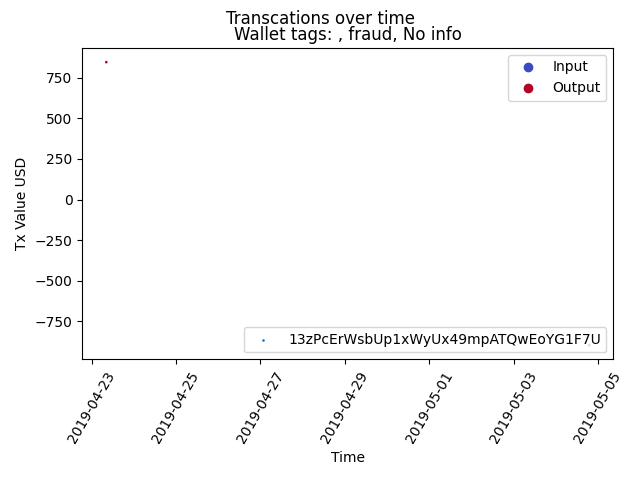 Transcations over time
Wallet tags: , fraud, No info
Input
Output
750
500
250
0
−250
−500
−750
Tx Value USD
13zPcErWsbUp1xWyUx49mpATQwEoYG1F7U
2019-04-23
2019-04-25
2019-04-27
2019-04-29
2019-05-01
2019-05-03
2019-05-05
Time